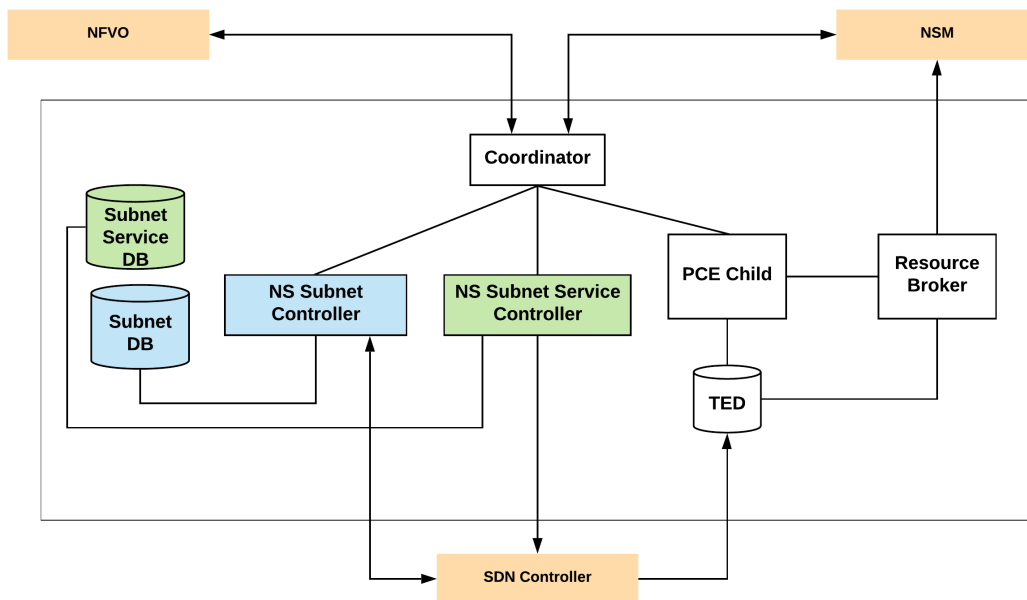 NFVO
NSM
Coordinator
Subnet
Service
DB
Subnet
DB
NS Subnet
Controller
NS Subnet Service
Controller
PCE Child
Resource
Broker
TED
SDN Controller